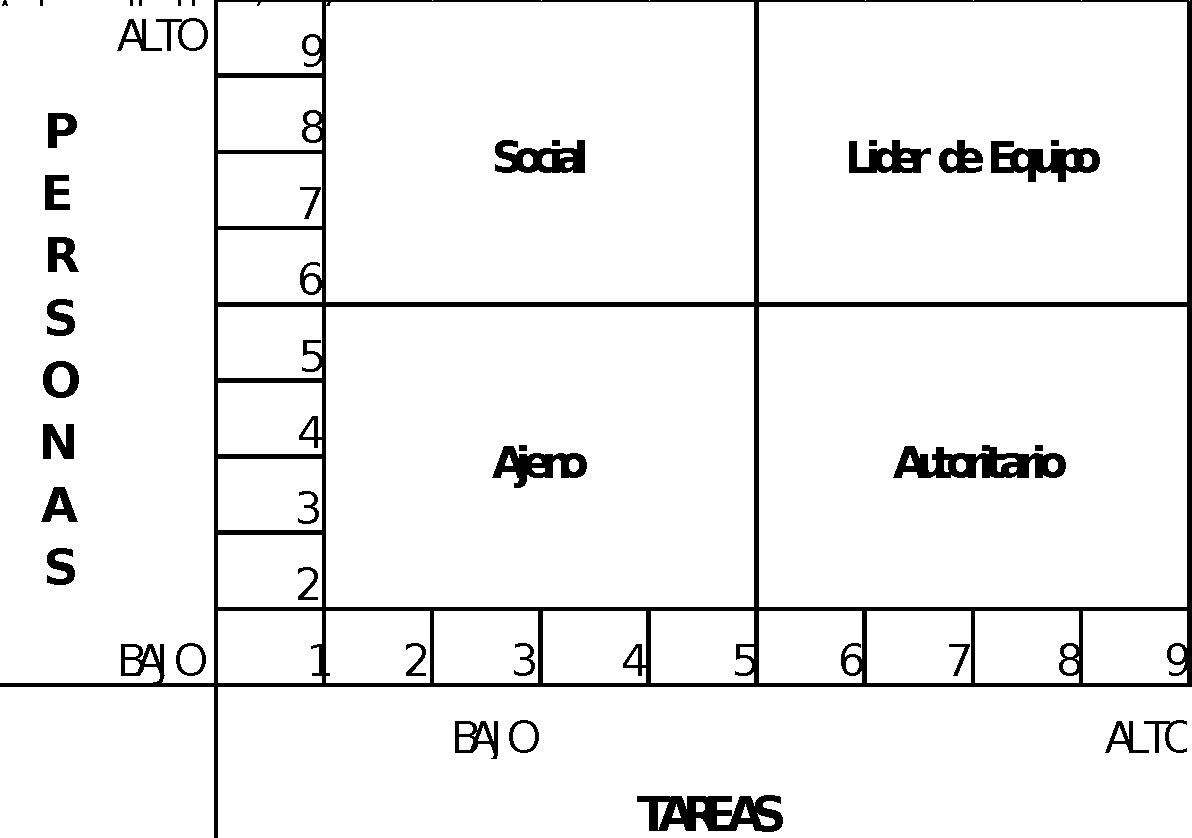 ALTO
9
8
Social
Lider de Equipo
7
6
5
4
Ajeno
Autoritario
3
2
PERSONAS
BAJO
1 2 3 4 5 6 7 8 9
BAJO
ALTO
TAREAS